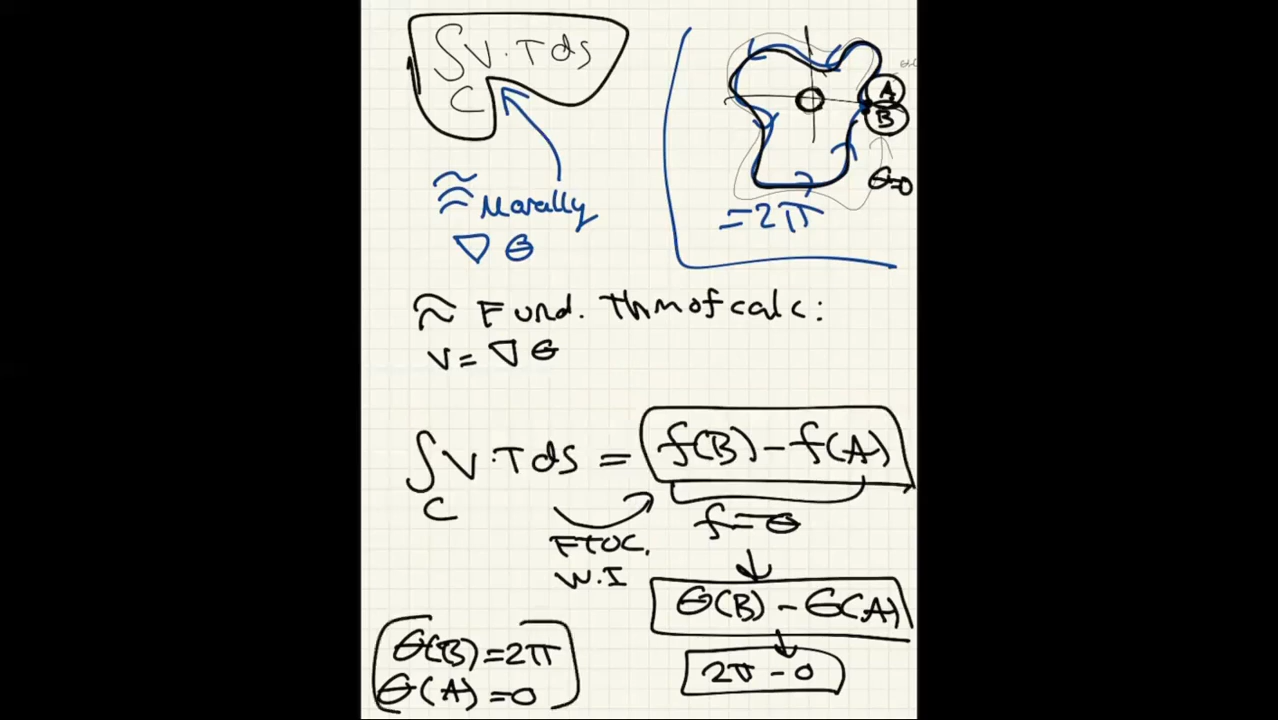 ∫V·T ds
C
≈ Morally
∇θ
A
B
θ=0
=2π
≈ Fund. Thm of calc:
V = ∇θ
∫V·T ds = f(B) - f(A)
C
f = θ
FTOC.
W.I
θ(B) - θ(A)
θ(B) = 2π
θ(A) = 0
2π - 0